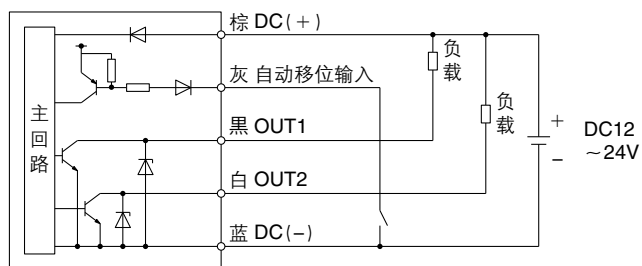 棕 DC(+)
负载
灰 自动移位输入
负载
主回路
黑 OUT1
+
DC12
～24V
−
白 OUT2
蓝 DC(−)